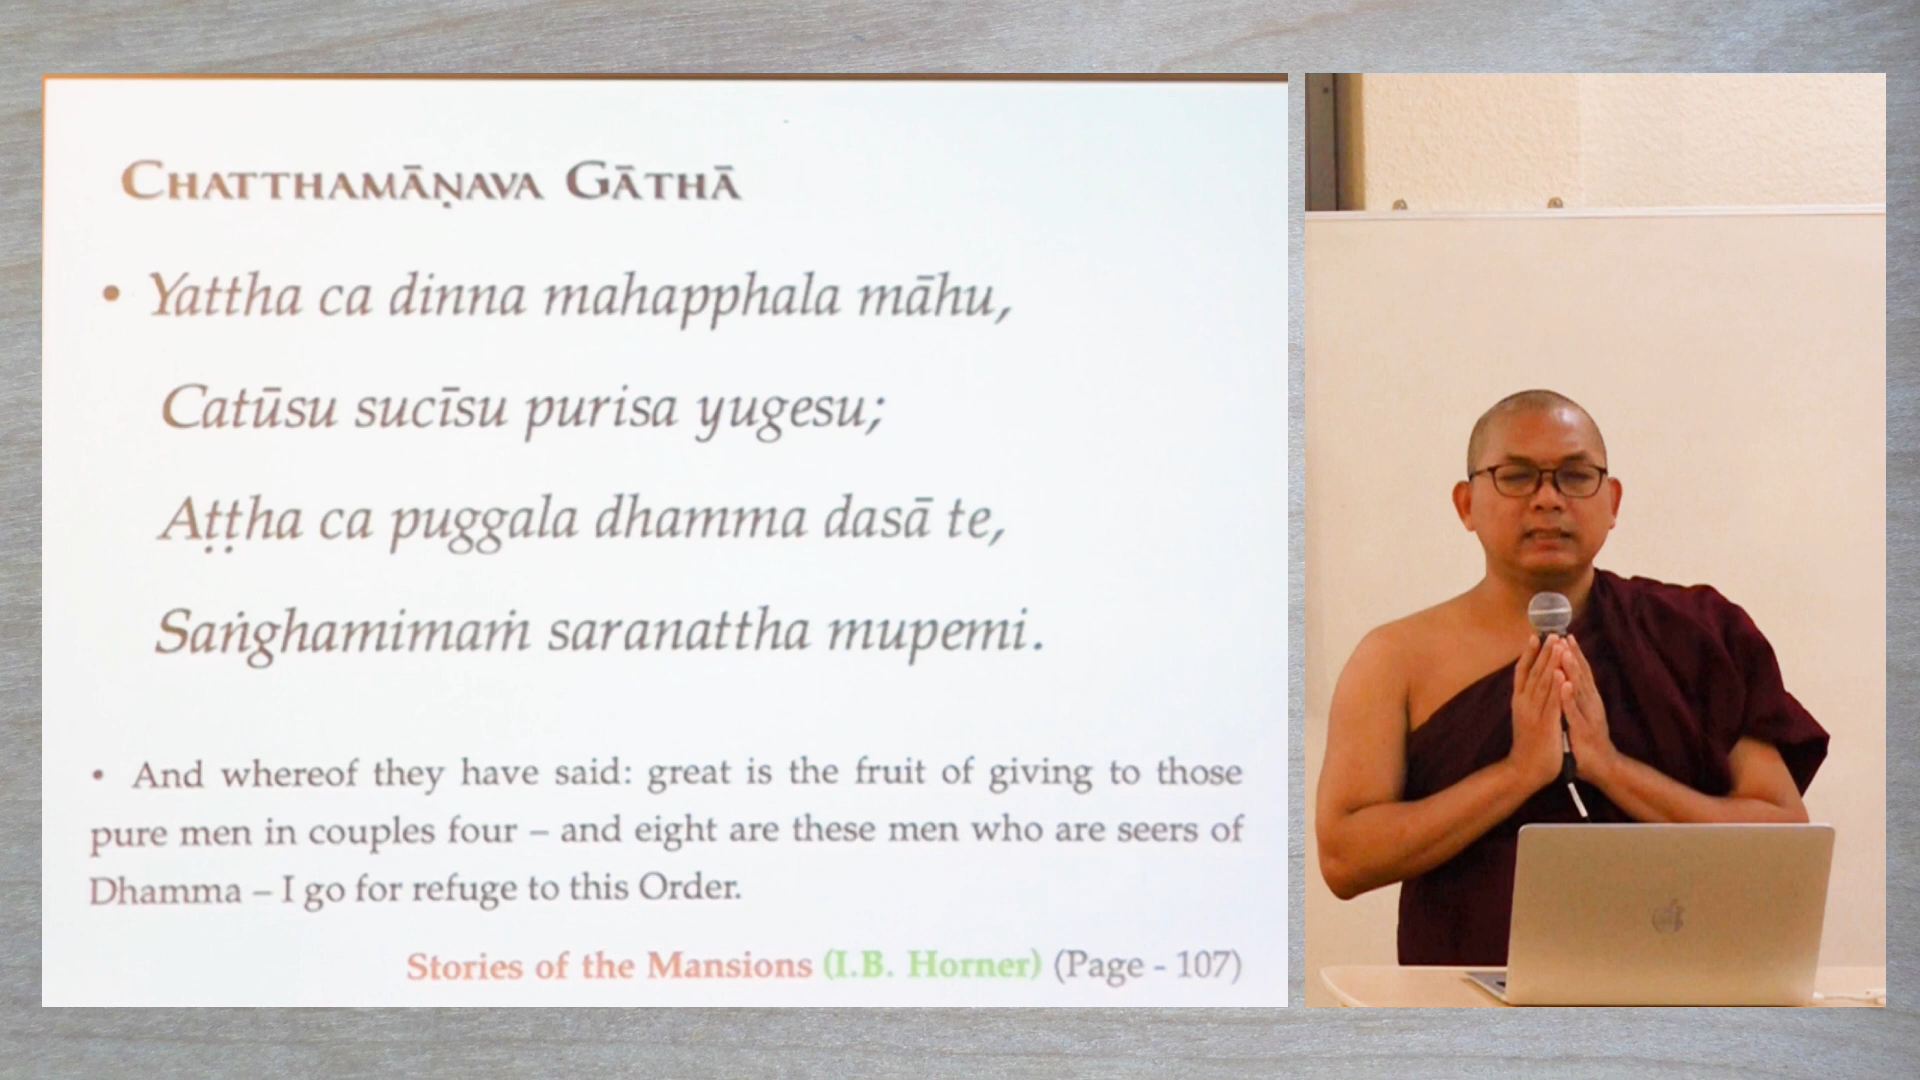 CHATTHAMĀṆAVA GĀTHĀ
• Yattha ca dinna mahapphala māhu,
Catūsu sucīsu purisa yugesu;
Aṭṭha ca puggala dhamma dasā te,
Saṅghamimaṁ saranattha mupemi.
• And whereof they have said: great is the fruit of giving to those
pure men in couples four – and eight are these men who are seers of
Dhamma – I go for refuge to this Order.
Stories of the Mansions (I.B. Horner) (Page - 107)